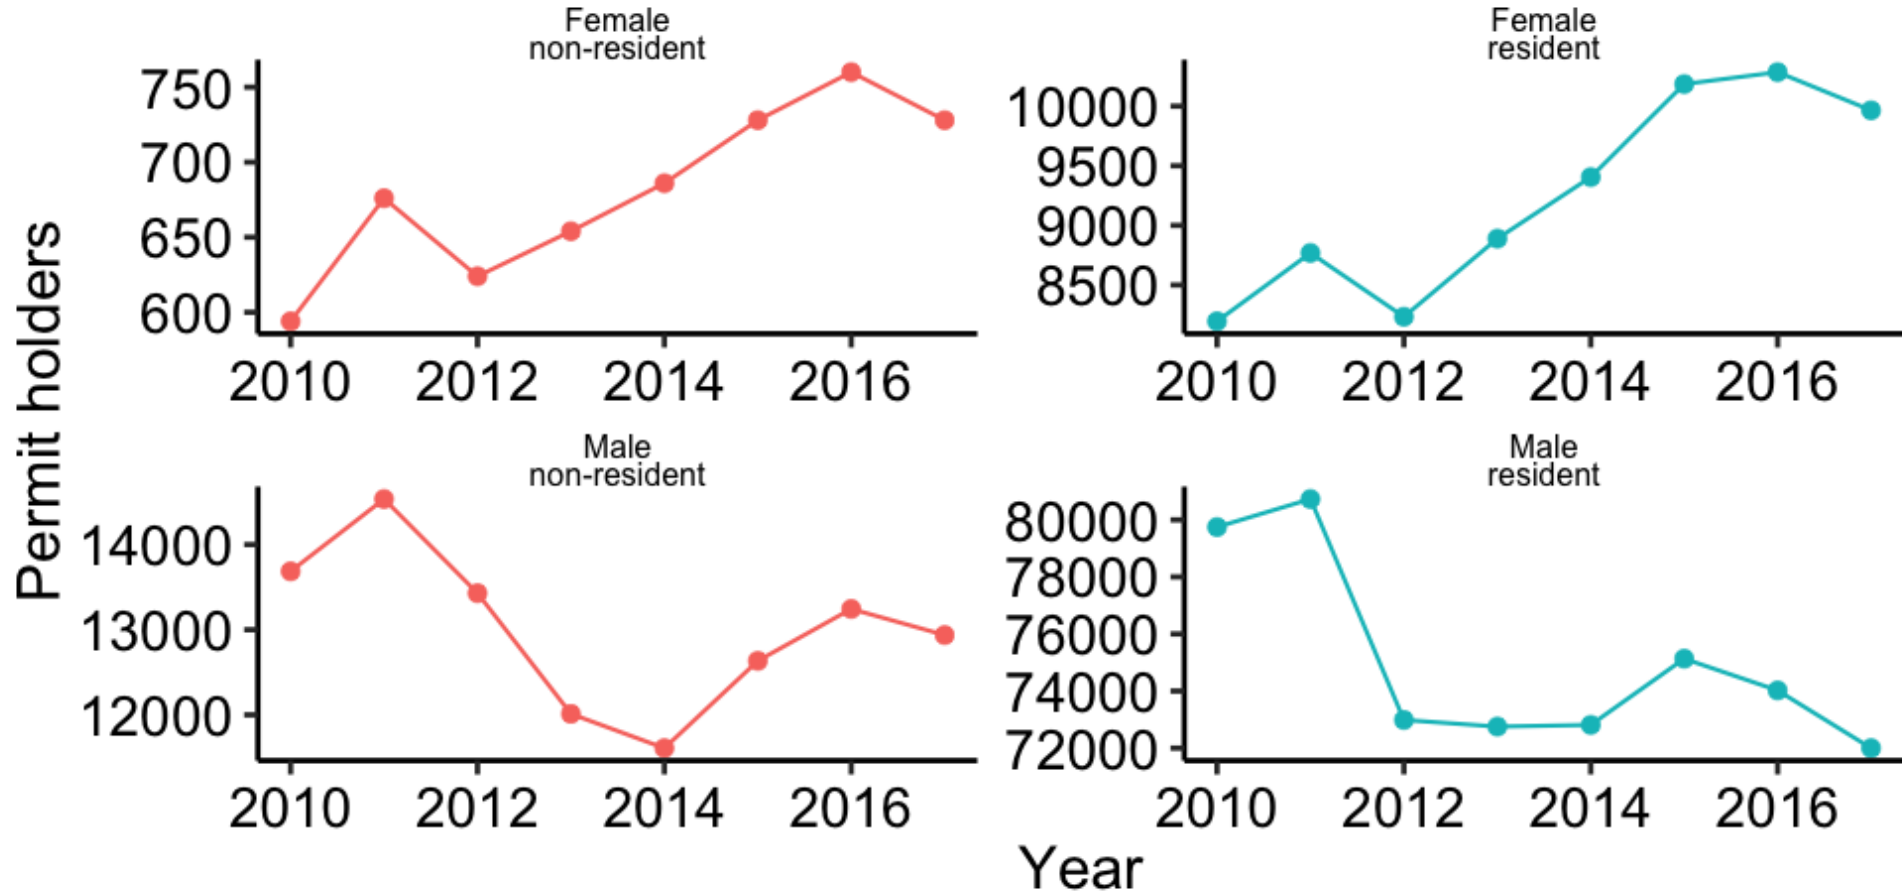 Female
non-resident
Female
resident
750
700
650
600
10000
9500
9000
8500
2010 2012 2014 2016
2010 2012 2014 2016
Permit holders
Male
non-resident
Male
resident
14000
13000
12000
80000
78000
76000
74000
72000
2010 2012 2014 2016
2010 2012 2014 2016
Year